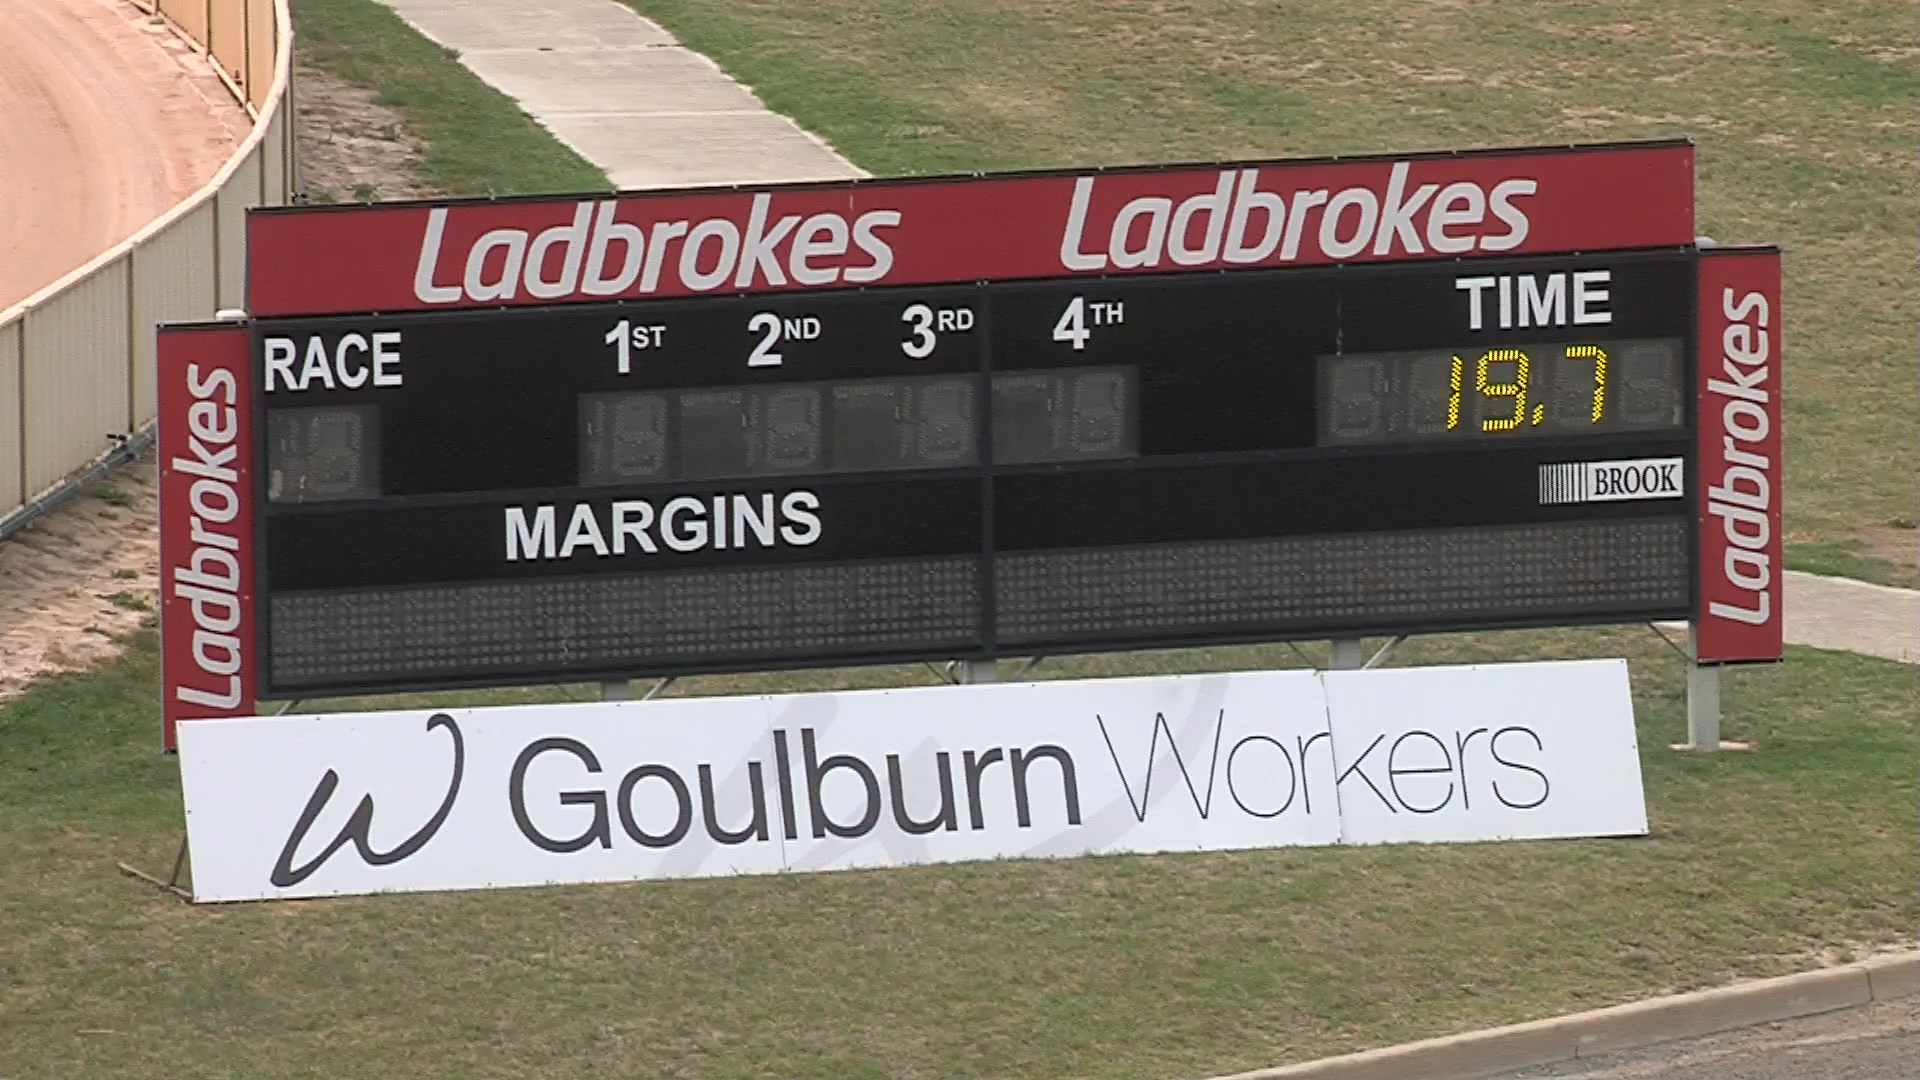 Ladbrokes Ladbrokes
RACE 1ST 2ND 3RD 4TH TIME
19.7
BROOK
MARGINS
Ladbrokes
Ladbrokes
W Goulburn Workers